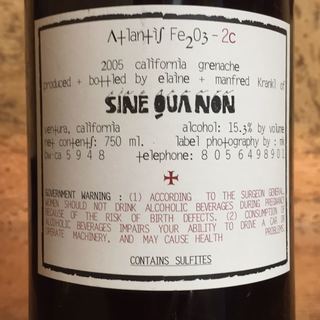 Atlantis Fe2O3 - 2c
2005 california grenache
produced + bottled by elaine + manfred Krankl of
SINE QUA NON
ventura, california alcohol: 15.3% by volume
net contents: 750 ml. label photography by: mk
bw-ca 5948 telephone: 8056498901
GOVERNMENT WARNING : (1) ACCORDING TO THE SURGEON GENERAL,
WOMEN SHOULD NOT DRINK ALCOHOLIC BEVERAGES DURING PREGNANCY
BECAUSE OF THE RISK OF BIRTH DEFECTS. (2) CONSUMPTION OF
ALCOHOLIC BEVERAGES IMPAIRS YOUR ABILITY TO DRIVE A CAR OR
OPERATE MACHINERY, AND MAY CAUSE HEALTH PROBLEMS.
CONTAINS SULFITES